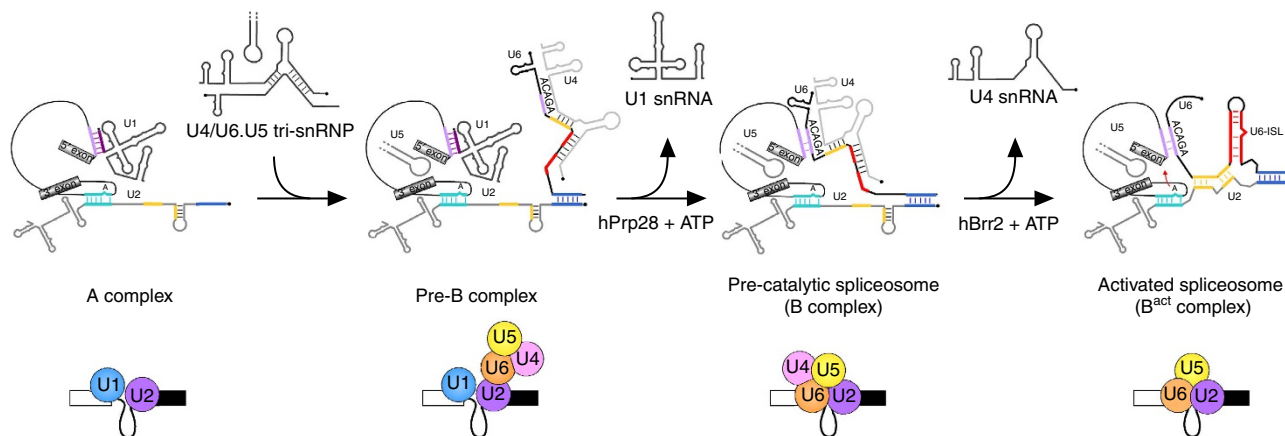 U4/U6.U5 tri-snRNP
U1 snRNA
hPrp28 + ATP
U4 snRNA
hBrr2 + ATP
U1
5′ exon
3′ exon
A
U2
U6
U4
ACAGA
U5
U1
5′ exon
3′ exon
A
U2
U6
U4
ACAGA
U5
5′ exon
3′ exon
A
U2
U6
ACAGA
U5
U6-ISL
5′ exon
3′ exon
A
U2
A complex
Pre-B complex
Pre-catalytic spliceosome
(B complex)
Activated spliceosome
(Bact complex)
U1
U2
U5
U6
U4
U1
U2
U4
U5
U6
U2
U5
U6
U2